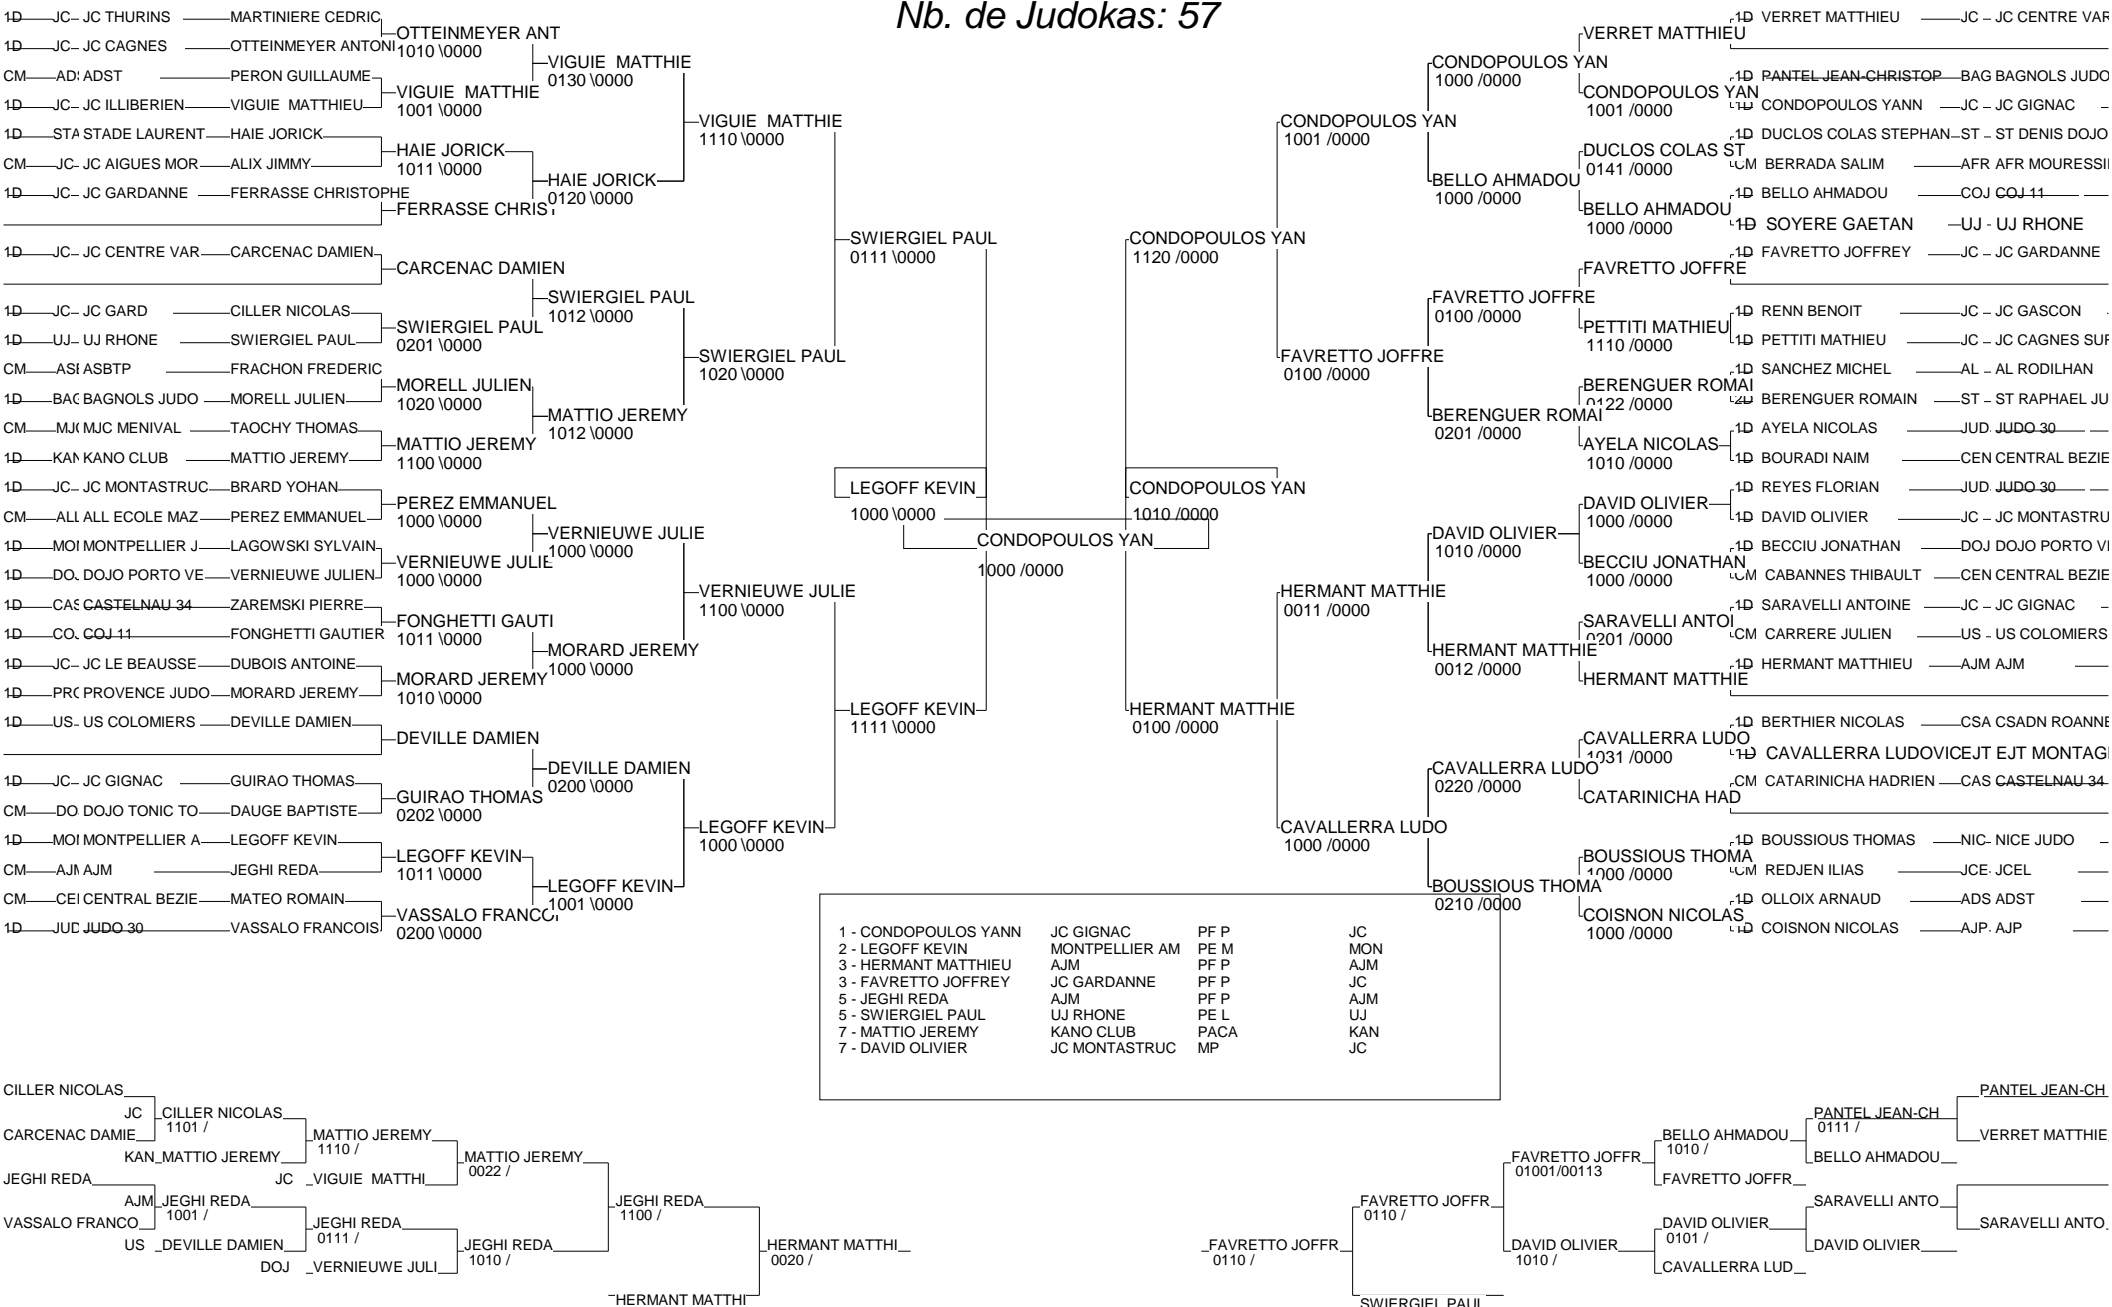 Nb. de Judokas: 57
1D JC JC THURINS MARTINIERE CEDRIC
1D JC JC CAGNES OTTEINMEYER ANTONI
CM ADST PERON GUILLAUME
1D JC JC ILLIBERIEN VIGUIE MATTHIEU
1D STA STADE LAURENT HAIE JORICK
CM JC JC AIGUES MOR ALIX JIMMY
1D JC JC GARDANNE FERRASSE CHRISTOPHE
1D JC JC CENTRE VAR CARCENAC DAMIEN
1D JC JC GARD CILLER NICOLAS
1D UJ UJ RHONE SWIERGIEL PAUL
CM ASBTP FRACHON FREDERIC
1D BAGNOLS JUDO MORELL JULIEN
CM MJC MENIVAL TAOCHY THOMAS
1D KANO CLUB MATTIO JEREMY
1D JC JC MONTASTRUC BRARD YOHAN
CM ALL ECOLE MAZ PEREZ EMMANUEL
1D MONTPELLIER J LAGOWSKI SYLVAIN
1D DOJO PORTO VE VERNIEUWE JULIEN
1D CASTELNAU 34 ZAREMSKI PIERRE
1D COJ 11 FONGHETTI GAUTIER
1D JC JC LE BEAUSSE DUBOIS ANTOINE
1D PROVENCE JUDO MORARD JEREMY
1D US US COLOMIERS DEVILLE DAMIEN
1D JC JC GIGNAC GUIRAO THOMAS
CM DO DOJO TONIC TO DAUGE BAPTISTE
1D MONTPELLIER A LEGOFF KEVIN
CM AJM JEGHI REDA
CM CENTRAL BEZIE MATEO ROMAIN
1D JUD JUDO 30 VASSALO FRANCOIS
OTTEINMEYER ANT
1010 \0000
VIGUIE MATTHIE
1001 \0000
HAIE JORICK
1011 \0000
FERRASSE CHRIST
CARCENAC DAMIEN
SWIERGIEL PAUL
0201 \0000
MORELL JULIEN
1020 \0000
MATTIO JEREMY
1100 \0000
PEREZ EMMANUEL
1000 \0000
VERNIEUWE JULIE
1000 \0000
FONGHETTI GAUTI
1011 \0000
MORARD JEREMY
1010 \0000
DEVILLE DAMIEN
GUIRAO THOMAS
0202 \0000
LEGOFF KEVIN
1011 \0000
VASSALO FRANCOI
0200 \0000
VIGUIE MATTHIE
0130 \0000
HAIE JORICK
0120 \0000
SWIERGIEL PAUL
1012 \0000
MATTIO JEREMY
1012 \0000
VERNIEUWE JULIE
1000 \0000
MORARD JEREMY
1000 \0000
DEVILLE DAMIEN
0200 \0000
LEGOFF KEVIN
1001 \0000
VIGUIE MATTHIE
1110 \0000
SWIERGIEL PAUL
1020 \0000
VERNIEUWE JULIE
1100 \0000
LEGOFF KEVIN
1000 \0000
SWIERGIEL PAUL
0111 \0000
LEGOFF KEVIN
1111 \0000
LEGOFF KEVIN
1000 \0000
CONDOPOULOS YAN
1000 /0000
CONDOPOULOS YAN
1010 /0000
CONDOPOULOS YAN
1120 /0000
HERMANT MATTHIE
0100 /0000
CONDOPOULOS YAN
1001 /0000
FAVRETTO JOFFRE
0100 /0000
HERMANT MATTHIE
0011 /0000
CAVALLERRA LUDO
1000 /0000
CONDOPOULOS YAN
1000 /0000
BELLO AHMADOU
1000 /0000
FAVRETTO JOFFRE
0100 /0000
BERENGUER ROMAI
0201 /0000
DAVID OLIVIER
1010 /0000
HERMANT MATTHIE
0012 /0000
CAVALLERRA LUDO
0220 /0000
BOUSSIOUS THOMA
0210 /0000
VERRET MATTHIEU
CONDOPOULOS YAN
1001 /0000
DUCLOS COLAS ST
0141 /0000
BELLO AHMADOU
1000 /0000
FAVRETTO JOFFRE
PETTITI MATHIEU
1110 /0000
BERENGUER ROMAI
0122 /0000
AYELA NICOLAS
1010 /0000
DAVID OLIVIER
1000 /0000
BECCIU JONATHAN
1000 /0000
SARAVELLI ANTOI
0201 /0000
HERMANT MATTHIE
CAVALLERRA LUDO
1031 /0000
CATARINICHA HAD
BOUSSIOUS THOMA
1000 /0000
COISNON NICOLAS
1000 /0000
1D VERRET MATTHIEU JC JC CENTRE VAR
1D PANTEL JEAN-CHRISTOP BAG BAGNOLS JUDO
1D CONDOPOULOS YANN JC JC GIGNAC
1D DUCLOS COLAS STEPHAN ST ST DENIS DOJO
CM BERRADA SALIM AFR AFR MOURESSI
1D BELLO AHMADOU COJ COJ 11
1D SOYERE GAETAN UJ UJ RHONE
1D FAVRETTO JOFFREY JC JC GARDANNE
1D RENN BENOIT JC JC GASCON
1D PETTITI MATHIEU JC JC CAGNES SUR
1D SANCHEZ MICHEL AL AL RODILHAN
2D BERENGUER ROMAIN ST ST RAPHAEL JU
1D AYELA NICOLAS JUD JUDO 30
1D BOURADI NAIM CEN CENTRAL BEZIE
1D REYES FLORIAN JUD JUDO 30
1D DAVID OLIVIER JC JC MONTASTRU
1D BECCIU JONATHAN DOJ DOJO PORTO VE
CM CABANNES THIBAULT CEN CENTRAL BEZIE
1D SARAVELLI ANTOINE JC JC GIGNAC
CM CARRERE JULIEN US US COLOMIERS
1D HERMANT MATTHIEU AJM AJM
1D BERTHIER NICOLAS CSA CSADN ROANNE
1D CAVALLERRA LUDOVIC EJT EJT MONTAG
CM CATARINICHA HADRIEN CAS CASTELNAU 34
1D BOUSSIOUS THOMAS NIC NICE JUDO
CM REDJEN ILIAS JCE JCEL
1D OLLOIX ARNAUD ADS ADST
1D COISNON NICOLAS AJP AJP
1 - CONDOPOULOS YANN JC GIGNAC PF P JC
2 - LEGOFF KEVIN MONTPELLIER AM PE M MON
3 - HERMANT MATTHIEU AJM PF P AJM
3 - FAVRETTO JOFFREY JC GARDANNE PF P JC
5 - JEGHI REDA AJM PF P AJM
5 - SWIERGIEL PAUL UJ RHONE PE L UJ
7 - MATTIO JEREMY KANO CLUB PACA KAN
7 - DAVID OLIVIER JC MONTASTRUC MP JC
CILLER NICOLAS
JC CILLER NICOLAS
1101 /
CARCENAC DAMIE
KAN MATTIO JEREMY
MATTIO JEREMY
1110 /
JC VIGUIE MATTHI
MATTIO JEREMY
0022 /
JEGHI REDA
AJM JEGHI REDA
1001 /
VASSALO FRANCO
US DEVILLE DAMIEN
JEGHI REDA
0111 /
DOJ VERNIEUWE JULI
JEGHI REDA
1010 /
JEGHI REDA
1100 /
HERMANT MATTHI
0020 /
HERMANT MATTHI
FAVRETTO JOFFR
0110 /
FAVRETTO JOFFR
0110 /
SWIERGIEL PAUL
FAVRETTO JOFFR
01001/00113
DAVID OLIVIER
1010 /
BELLO AHMADOU
1010 /
FAVRETTO JOFFR
DAVID OLIVIER
0101 /
CAVALLERRA LUD
PANTEL JEAN-CH
0111 /
BELLO AHMADOU
SARAVELLI ANTO
DAVID OLIVIER
PANTEL JEAN-CH
VERRET MATTHIE
SARAVELLI ANTO